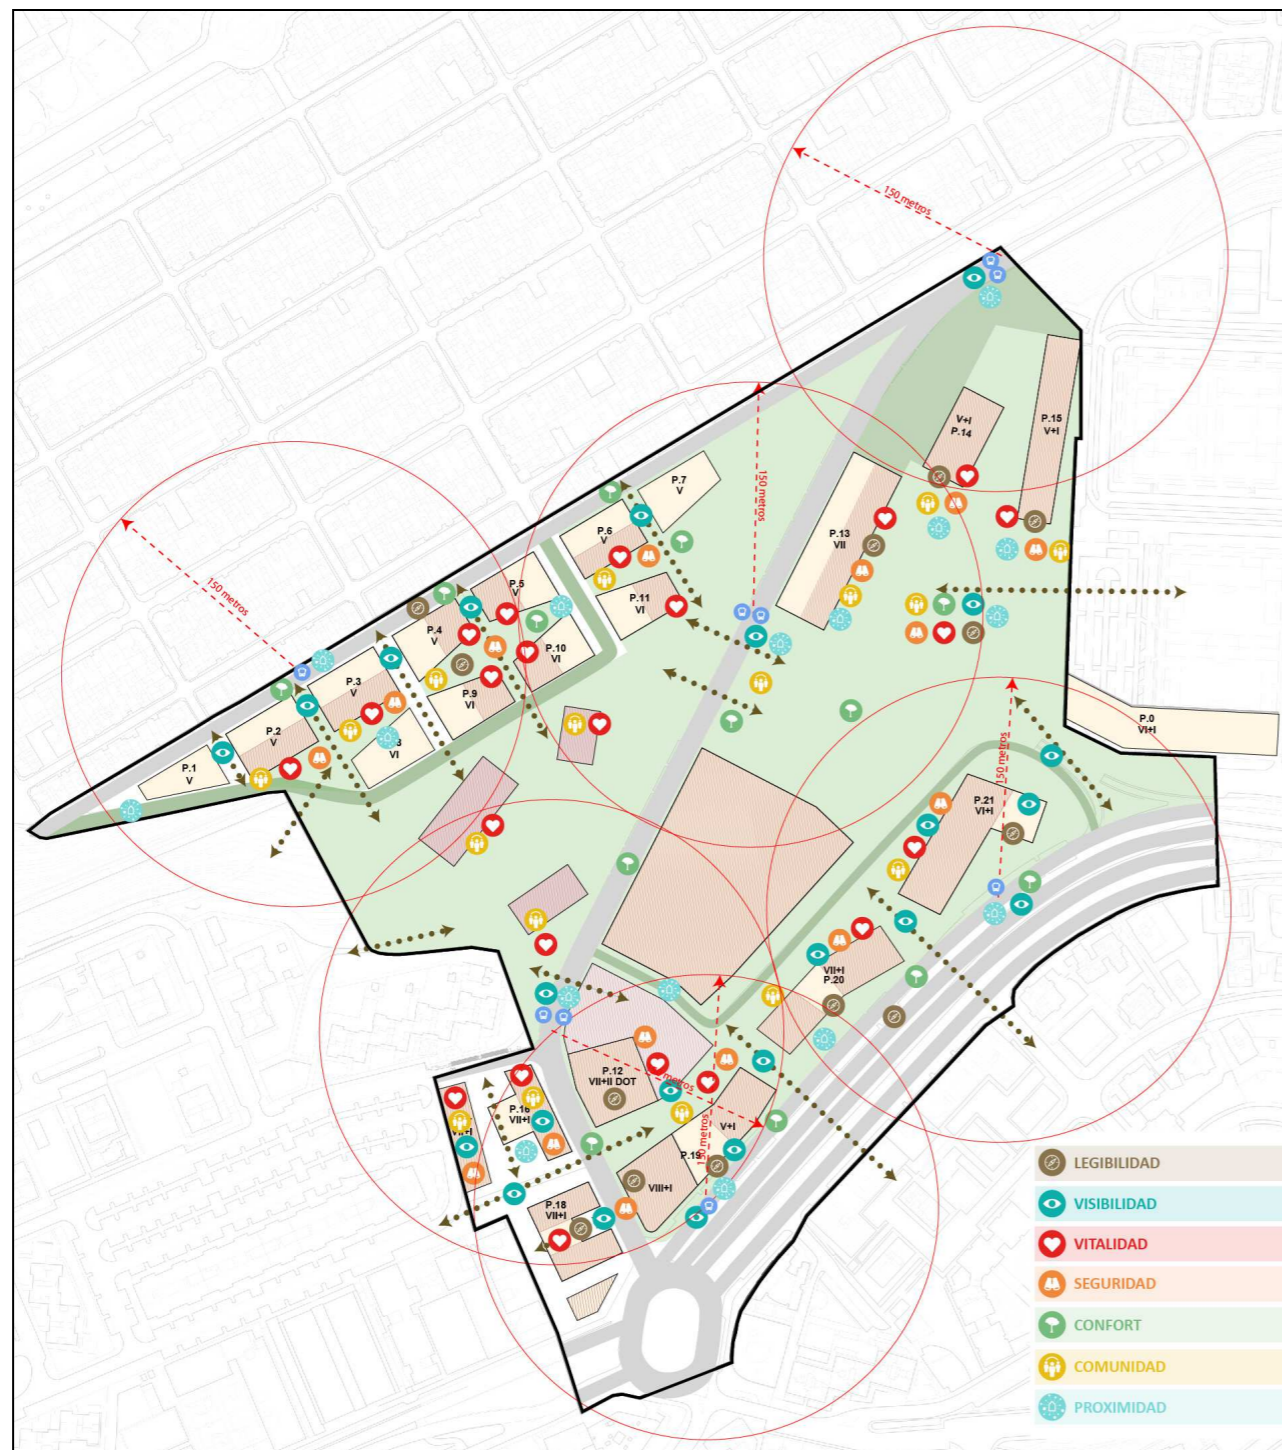 150 metros
P.15
V+I
V+I
P.14
P.7
V
150 metros
P.6
V
P.13
VII
P.5
V
P.11
VI
150 metros
P.4
V
P.10
VI
P.3
V
P.9
VI
P.0
VI+I
P.2
V
VI
P.1
V
150 metros
P.21
VI+I
VII+I
P.20
P.12
VII+II DOT
metros
P.16
VII+I
V+I
150 metros
P.19
VIII+I
P.18
VII+I
LEGIBILIDAD
VISIBILIDAD
VITALIDAD
SEGURIDAD
CONFORT
COMUNIDAD
PROXIMIDAD